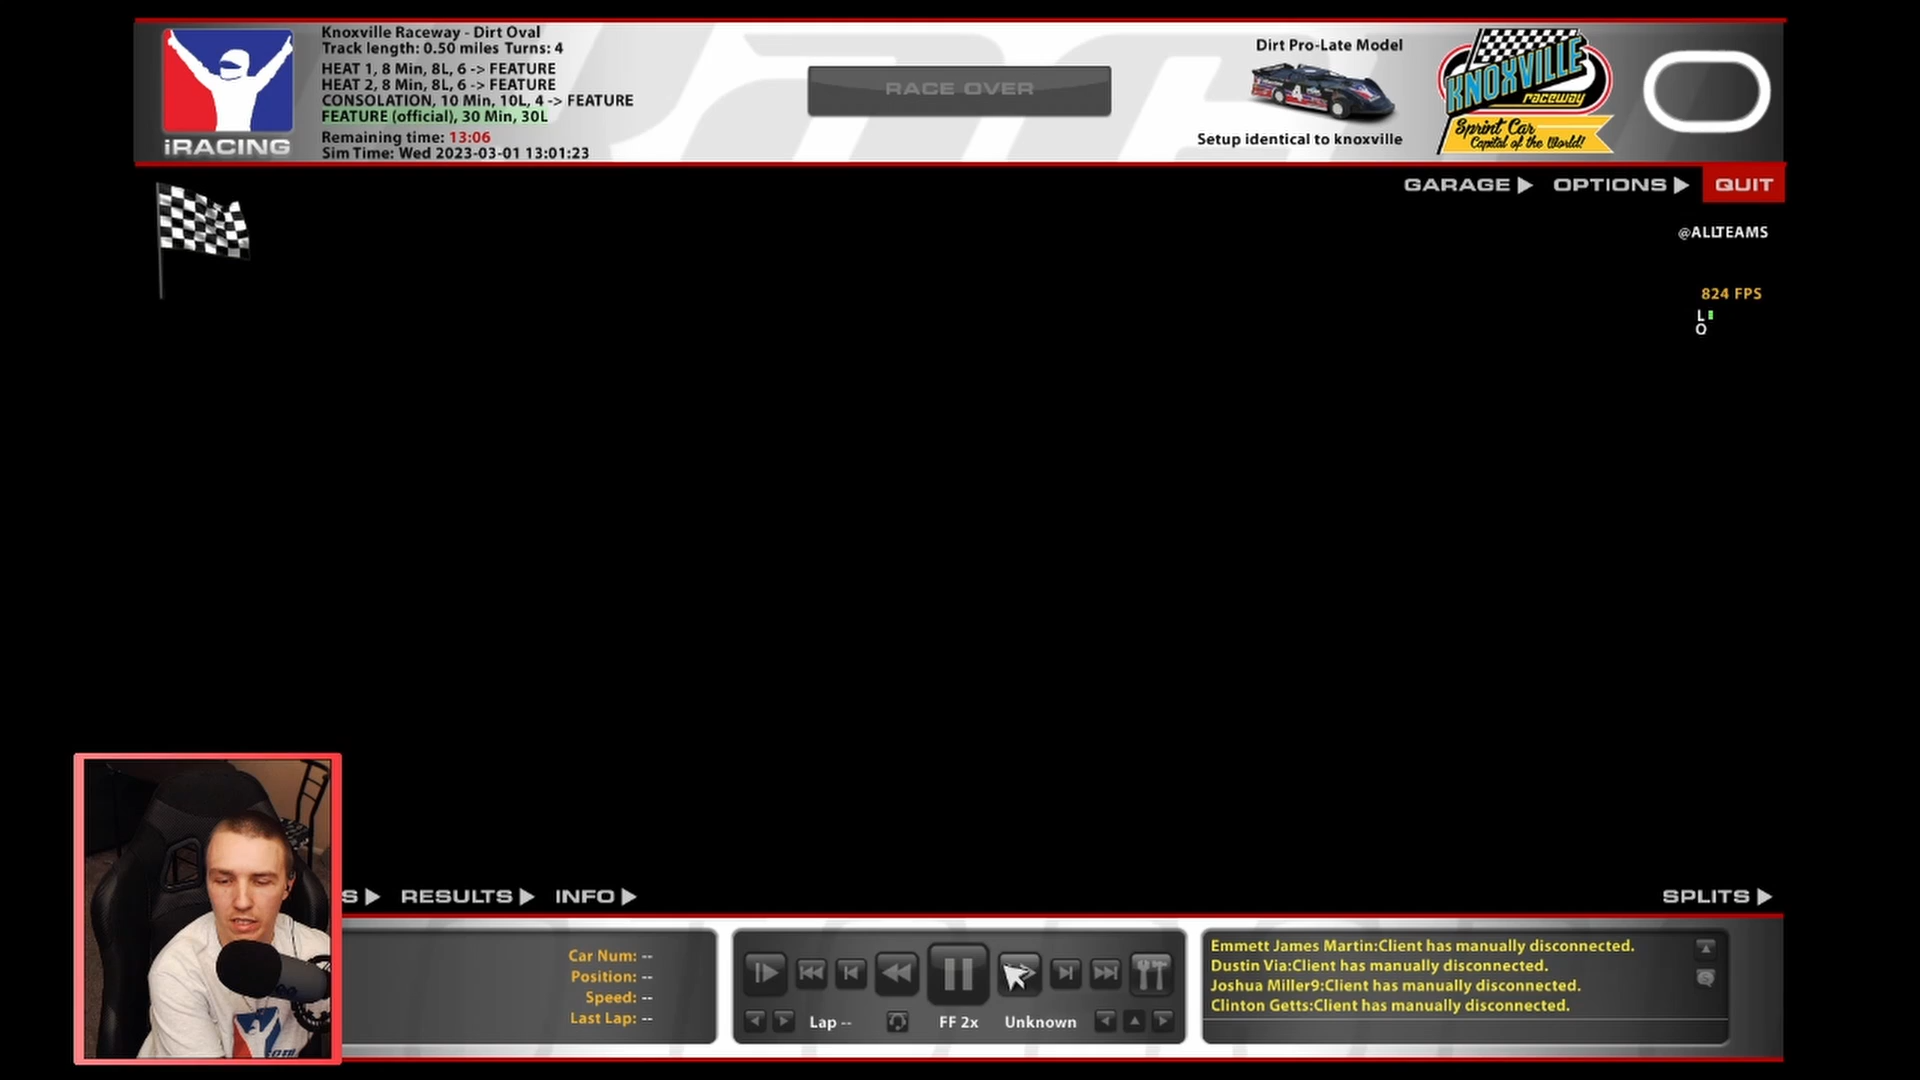 Knoxville Raceway - Dirt Oval
Track length: 0.50 miles Turns: 4
HEAT 1, 8 Min, 8L, 6 -> FEATURE
HEAT 2, 8 Min, 8L, 6 -> FEATURE
CONSOLATION, 10 Min, 10L, 4 -> FEATURE
FEATURE (official), 30 Min, 30L
Remaining time: 13:06
Sim Time: Wed 2023-03-01 13:01:23
iRACING
RACE OVER
Dirt Pro-Late Model
Setup identical to knoxville
KNOXVILLE
raceway
Sprint Car
Capital of the World!
GARAGE
OPTIONS
QUIT
@ALLTEAMS
824 FPS
L
Q
S
RESULTS
INFO
SPLITS
Car Num: --
Position: --
Speed: --
Last Lap: --
Lap --
FF 2x
Unknown
Emmett James Martin:Client has manually disconnected.
Dustin Via:Client has manually disconnected.
Joshua Miller9:Client has manually disconnected.
Clinton Getts:Client has manually disconnected.